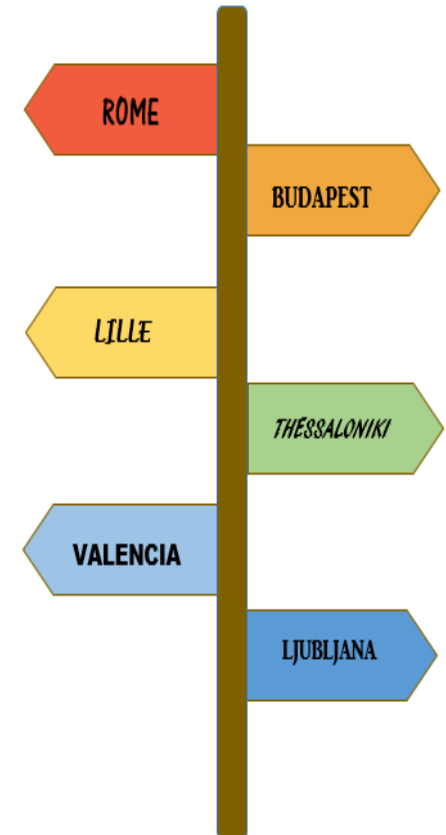 ROME
BUDAPEST
LILLE
THESSALONIKI
VALENCIA
LJUBLJANA